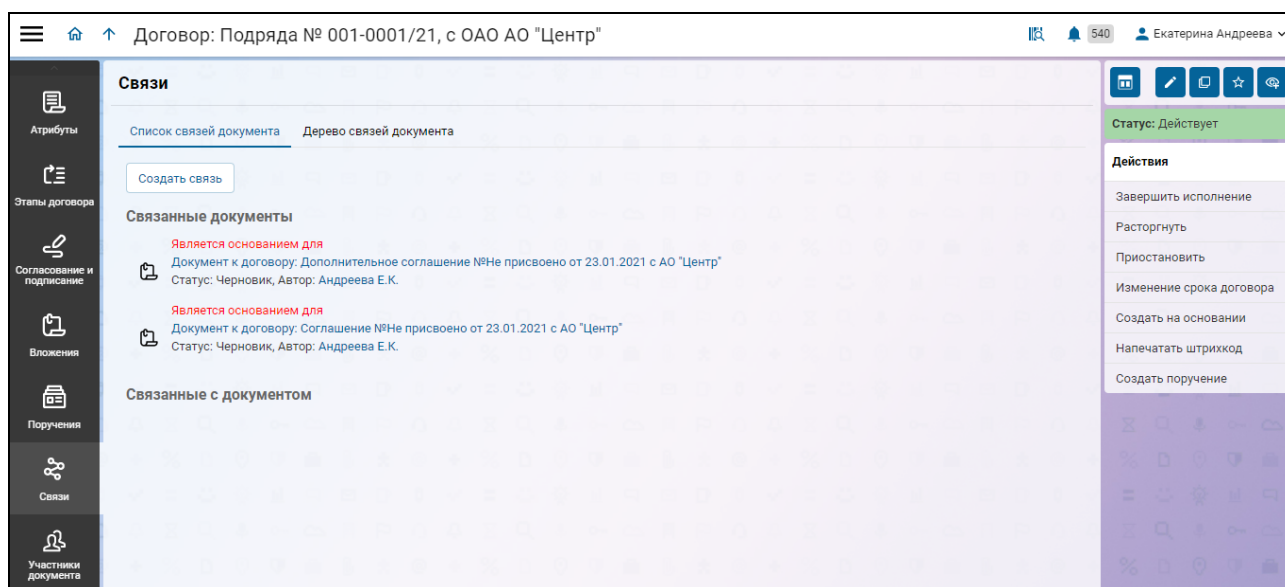 Договор: Подряда № 001-0001/21, с ОАО АО "Центр"
540
Екатерина Андреева
Атрибуты
Этапы договора
Согласование и
подписание
Вложения
Поручения
Связи
Участники
документа
Связи
Список связей документа
Дерево связей документа
Создать связь
Связанные документы
Является основанием для
Документ к договору: Дополнительное соглашение №Не присвоено от 23.01.2021 с АО "Центр"
Статус: Черновик, Автор: Андреева Е.К.
Является основанием для
Документ к договору: Соглашение №Не присвоено от 23.01.2021 с АО "Центр"
Статус: Черновик, Автор: Андреева Е.К.
Связанные с документом
Статус: Действует
Действия
Завершить исполнение
Расторгнуть
Приостановить
Изменение срока договора
Создать на основании
Напечатать штрихкод
Создать поручение